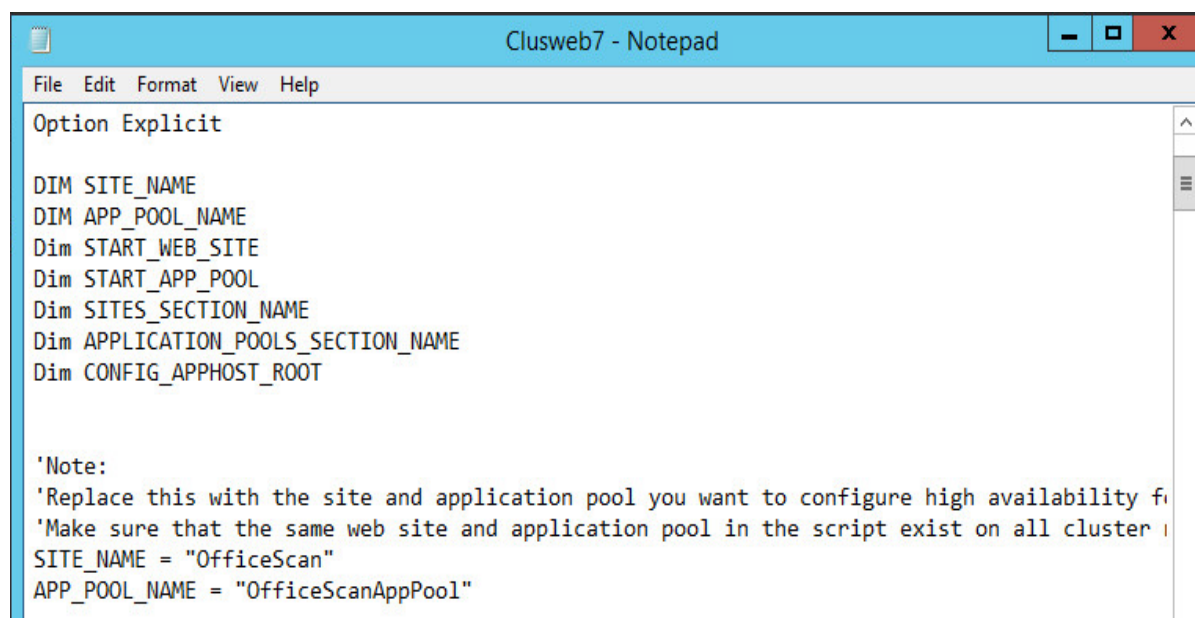 Clusweb7 - Notepad
File Edit Format View Help
Option Explicit
DIM SITE_NAME
DIM APP_POOL_NAME
Dim START_WEB_SITE
Dim START_APP_POOL
Dim SITES_SECTION_NAME
Dim APPLICATION_POOLS_SECTION_NAME
Dim CONFIG_APPHOST_ROOT
'Note:
'Replace this with the site and application pool you want to configure high availability
'Make sure that the same web site and application pool in the script exist on all cluster
SITE_NAME = "OfficeScan"
APP_POOL_NAME = "OfficeScanAppPool"